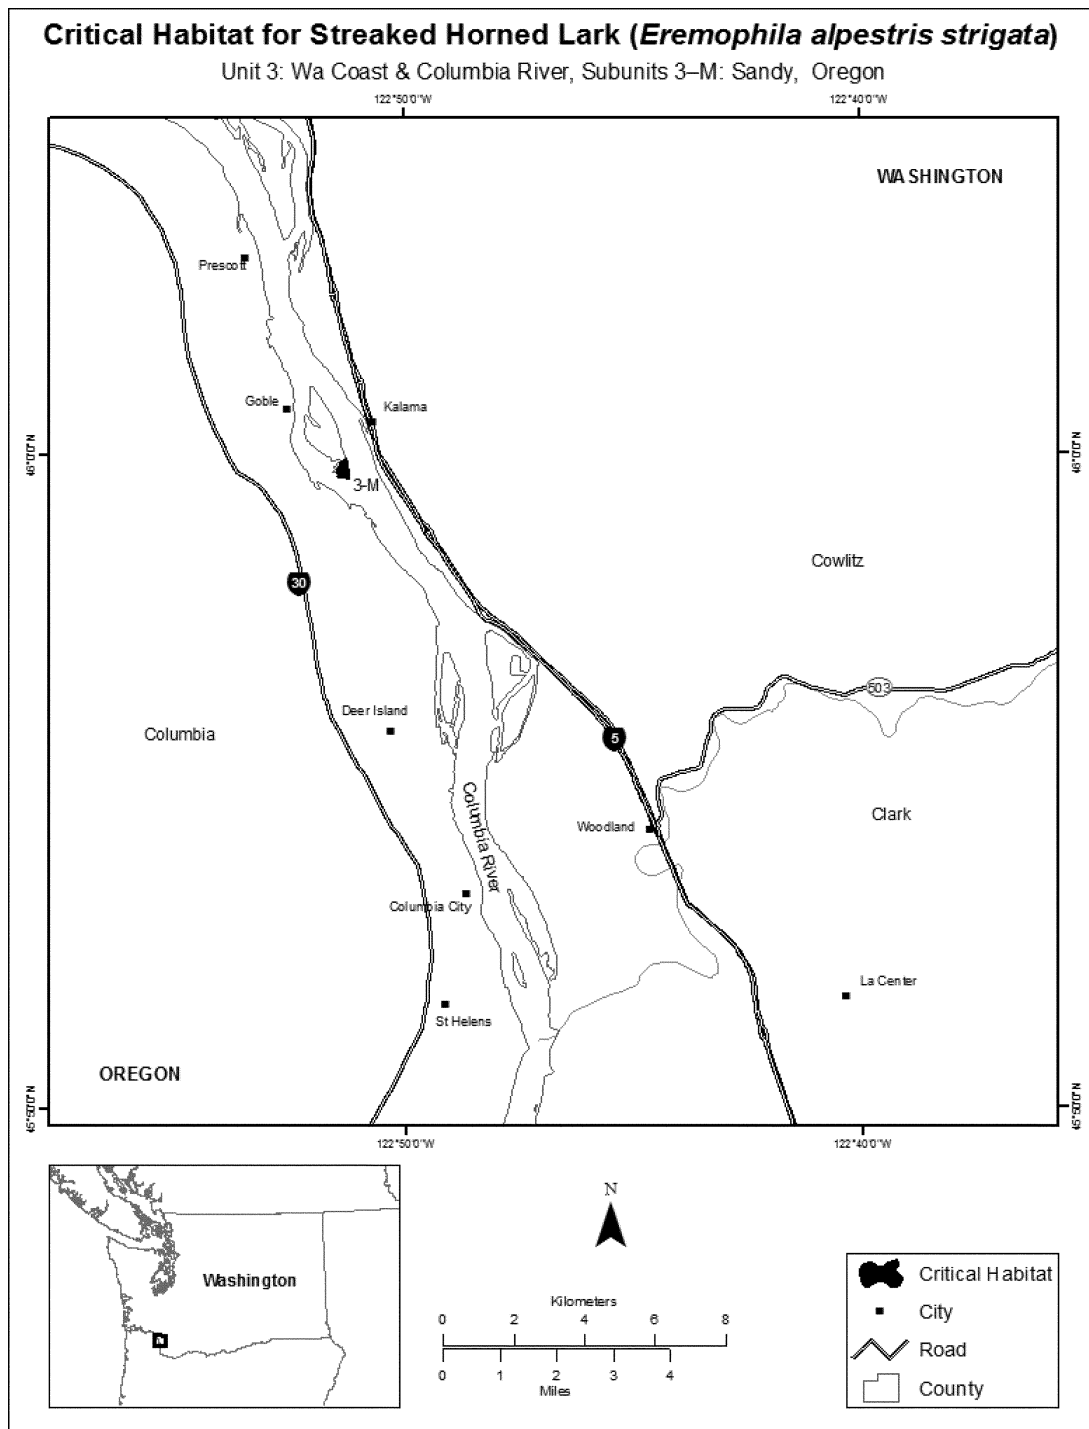 Critical Habitat for Streaked Horned Lark (Eremophila alpestris strigata)
Unit 3: Wa Coast & Columbia River, Subunits 3–M: Sandy, Oregon
122°50'0"W
122°40'0"W
WASHINGTON
Prescott
Goble
Kalama
46°0'0"N
46°0'0"N
3-M
Cowlitz
30
503
Deer Island
Columbia
5
Columbia River
Clark
Woodland
Columbia City
La Center
St Helens
OREGON
45°50'0"N
45°50'0"N
122°50'0"W
122°40'0"W
Washington
N
Kilometers
0 2 4 6 8
0 1 2 3 4
Miles
Critical Habitat
City
Road
County